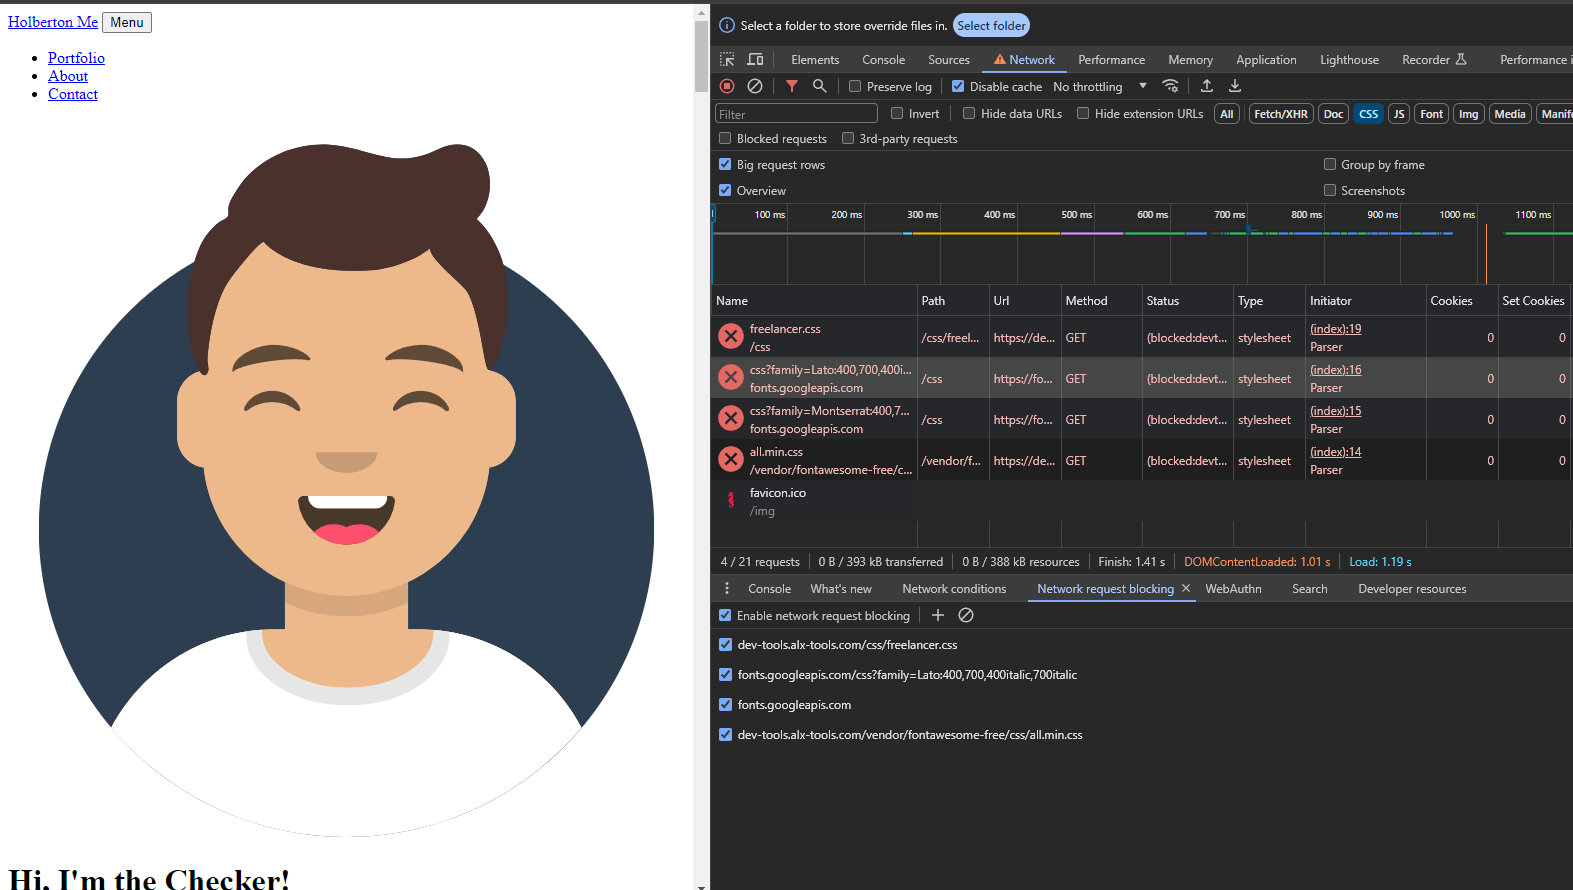 Holberton Me Menu
Portfolio
About
Contact
Hi, I'm the Checker!
Select a folder to store override files in. Select folder
Elements Console Sources Network Performance Memory Application Lighthouse Recorder Performance i
Preserve log Disable cache No throttling
Filter Invert Hide data URLs Hide extension URLs All Fetch/XHR Doc CSS JS Font Img Media Manif
Blocked requests 3rd-party requests
Big request rows Group by frame
Overview Screenshots
100 ms 200 ms 300 ms 400 ms 500 ms 600 ms 700 ms 800 ms 900 ms 1000 ms 1100 ms
Name Path Url Method Status Type Initiator Cookies Set Cookies
freelancer.css /css/freel... https://de... GET (blocked:devt... stylesheet (index):19 0 0
/css Parser
css?family=Lato:400,700,400i... /css https://fo... GET (blocked:devt... stylesheet (index):16 0 0
fonts.googleapis.com Parser
css?family=Montserrat:400,7... /css https://fo... GET (blocked:devt... stylesheet (index):15 0 0
fonts.googleapis.com Parser
all.min.css /vendor/f... https://de... GET (blocked:devt... stylesheet (index):14 0 0
/vendor/fontawesome-free/c... Parser
favicon.ico
/img
4 / 21 requests 0 B / 393 kB transferred 0 B / 388 kB resources Finish: 1.41 s DOMContentLoaded: 1.01 s Load: 1.19 s
Console What's new Network conditions Network request blocking WebAuthn Search Developer resources
Enable network request blocking
dev-tools.alx-tools.com/css/freelancer.css
fonts.googleapis.com/css?family=Lato:400,700,400italic,700italic
fonts.googleapis.com
dev-tools.alx-tools.com/vendor/fontawesome-free/css/all.min.css